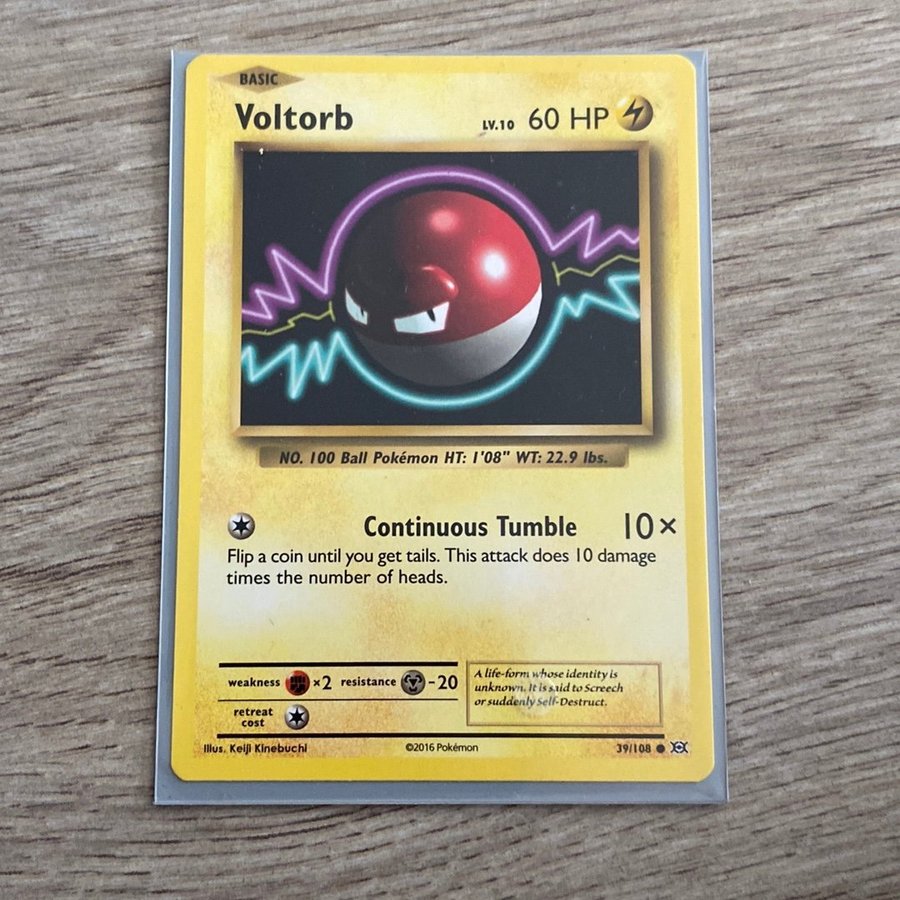 BASIC
Voltorb LV.10 60 HP
NO. 100 Ball Pokémon HT: 1'08" WT: 22.9 lbs.
Continuous Tumble 10×
Flip a coin until you get tails. This attack does 10 damage
times the number of heads.
weakness ×2 resistance -20
retreat
cost
A life-form whose identity is
unknown. It is said to Screech
or suddenly Self-Destruct.
Illus. Keiji Kinebuchi ©2016 Pokémon 39/108